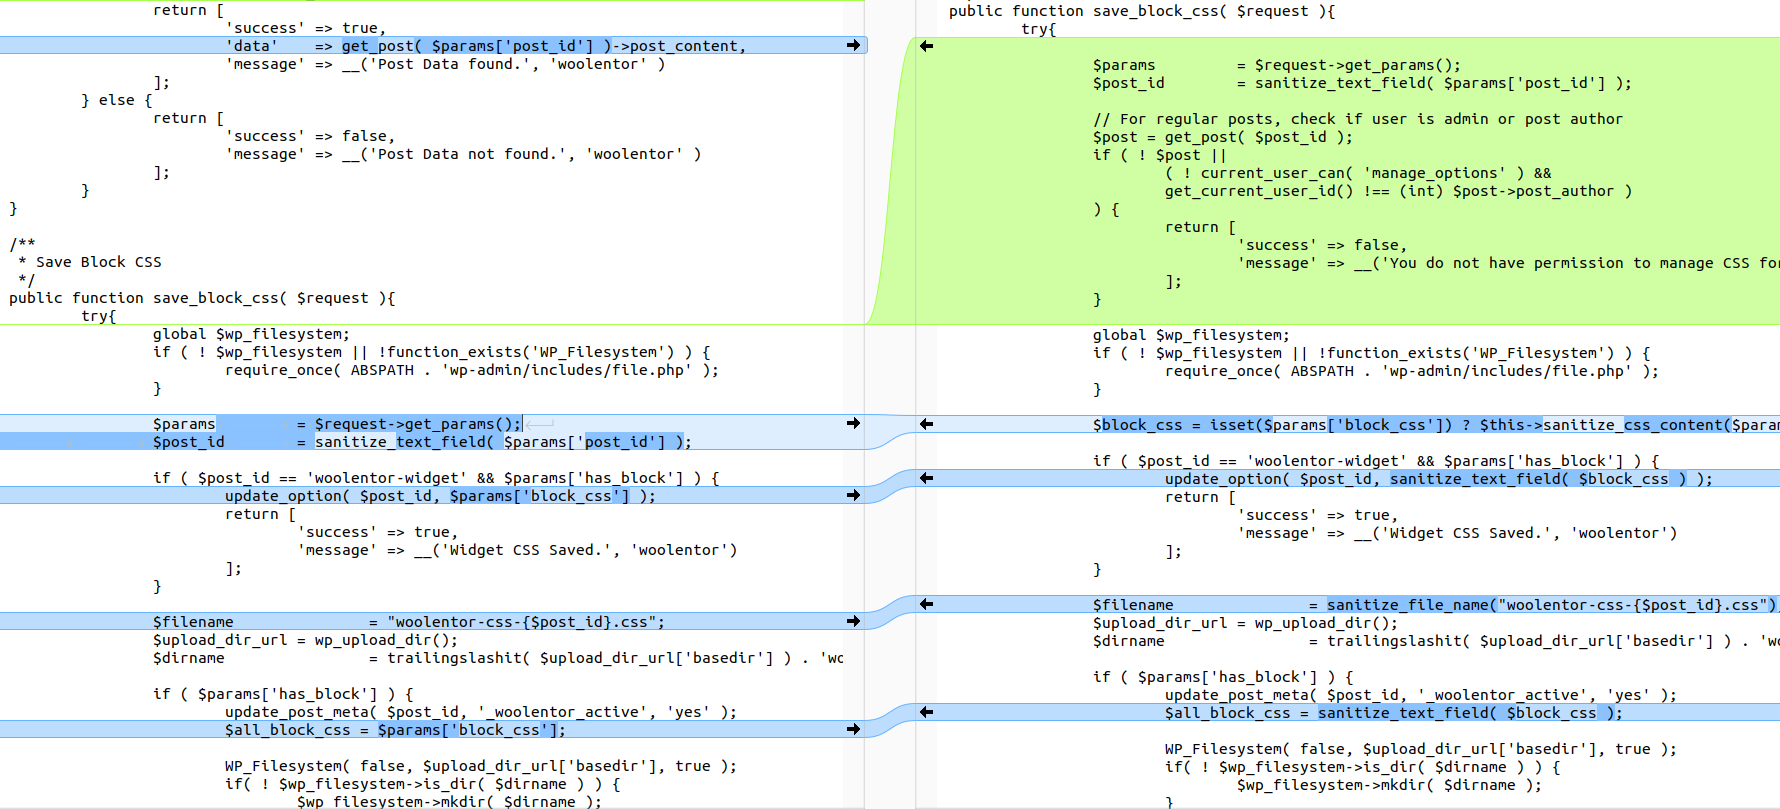 return [
'success' => true,
'data'    => get_post( $params['post_id'] )->post_content,
'message' => __('Post Data found.', 'woolentor' )
];
} else {
return [
'success' => false,
'message' => __('Post Data not found.', 'woolentor' )
];
}
}
/**
* Save Block CSS
*/
public function save_block_css( $request ){
try{
global $wp_filesystem;
if ( ! $wp_filesystem || !function_exists('WP_Filesystem') ) {
require_once( ABSPATH . 'wp-admin/includes/file.php' );
}
$params         = $request->get_params();
$post_id        = sanitize_text_field( $params['post_id'] );
if ( $post_id == 'woolentor-widget' && $params['has_block'] ) {
update_option( $post_id, $params['block_css'] );
return [
'success' => true,
'message' => __('Widget CSS Saved.', 'woolentor')
];
}
$filename               = "woolentor-css-{$post_id}.css";
$upload_dir_url = wp_upload_dir();
$dirname                = trailingslashit( $upload_dir_url['basedir'] ) . 'wo
if ( $params['has_block'] ) {
update_post_meta( $post_id, '_woolentor_active', 'yes' );
$all_block_css = $params['block_css'];
WP_Filesystem( false, $upload_dir_url['basedir'], true );
if( ! $wp_filesystem->is_dir( $dirname ) ) {
$wp_filesystem->mkdir( $dirname );
public function save_block_css( $request ){
try{
$params         = $request->get_params();
$post_id        = sanitize_text_field( $params['post_id'] );
// For regular posts, check if user is admin or post author
$post = get_post( $post_id );
if ( ! $post ||
( ! current_user_can( 'manage_options' ) &&
get_current_user_id() !== (int) $post->post_author )
) {
return [
'success' => false,
'message' => __('You do not have permission to manage CSS for
];
}
global $wp_filesystem;
if ( ! $wp_filesystem || !function_exists('WP_Filesystem') ) {
require_once( ABSPATH . 'wp-admin/includes/file.php' );
}
$block_css = isset($params['block_css']) ? $this->sanitize_css_content($param
if ( $post_id == 'woolentor-widget' && $params['has_block'] ) {
update_option( $post_id, sanitize_text_field( $block_css ) );
return [
'success' => true,
'message' => __('Widget CSS Saved.', 'woolentor')
];
}
$filename               = sanitize_file_name("woolentor-css-{$post_id}.css")
$upload_dir_url = wp_upload_dir();
$dirname                = trailingslashit( $upload_dir_url['basedir'] ) . 'wo
if ( $params['has_block'] ) {
update_post_meta( $post_id, '_woolentor_active', 'yes' );
$all_block_css = sanitize_text_field( $block_css );
WP_Filesystem( false, $upload_dir_url['basedir'], true );
if( ! $wp_filesystem->is_dir( $dirname ) ) {
$wp_filesystem->mkdir( $dirname );
}